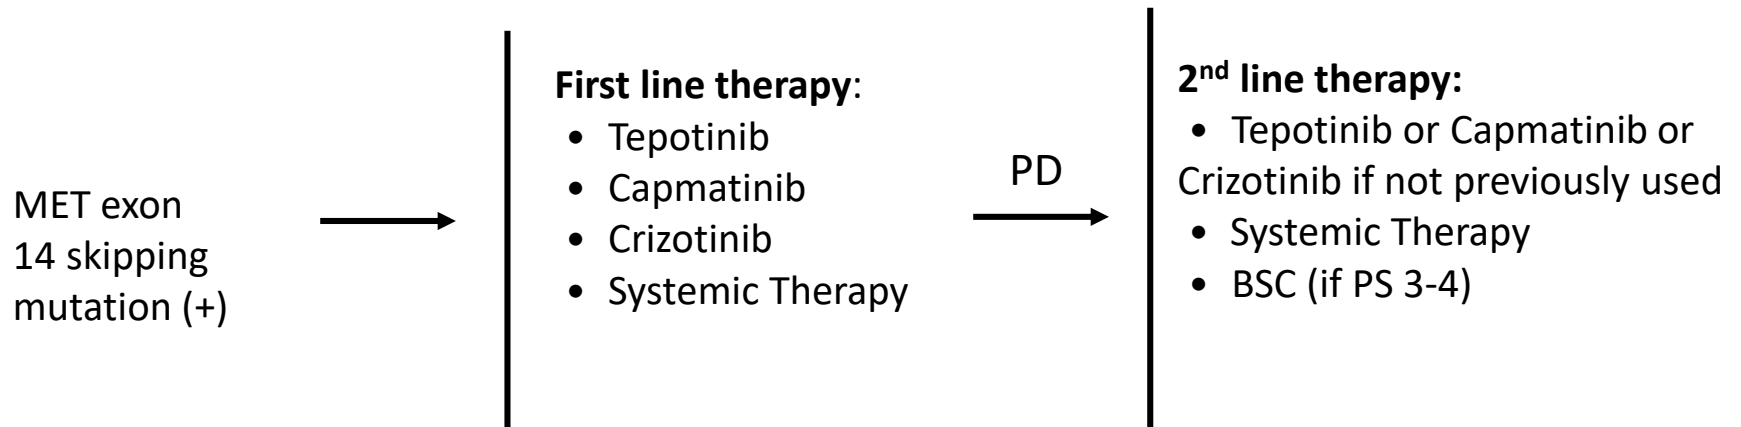 MET exon
14 skipping
mutation (+)
First line therapy:
• Tepotinib
• Capmatinib
• Crizotinib
• Systemic Therapy
PD
2nd line therapy:
• Tepotinib or Capmatinib or
Crizotinib if not previously used
• Systemic Therapy
• BSC (if PS 3-4)